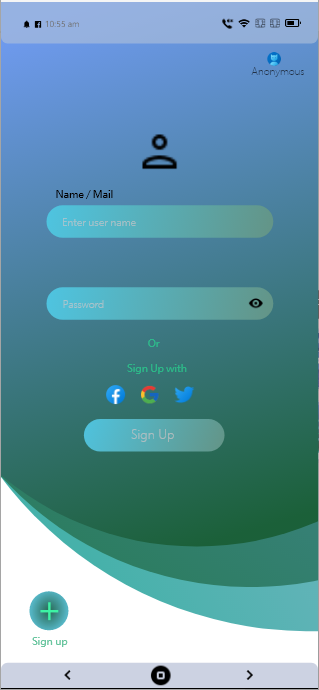 10:55 am
Anonymous
Name / Mail
Enter user name
Password
Or
Sign Up with
Sign Up
Sign up